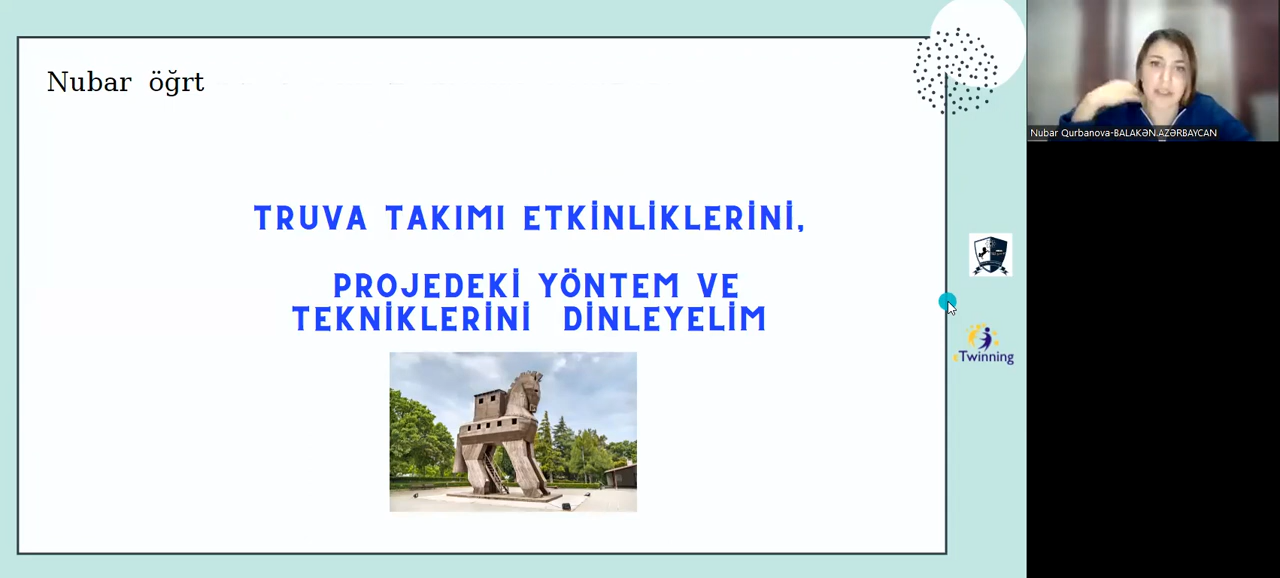 Nubar öğrt
TRUVA TAKIMI ETKİNLİKLERİNİ,
PROJEDEKİ YÖNTEM VE
TEKNİKLERİNİ DİNLEYELİM
Nubar Qurbanova-BALAKƏN.AZƏRBAYCAN
eTwinning